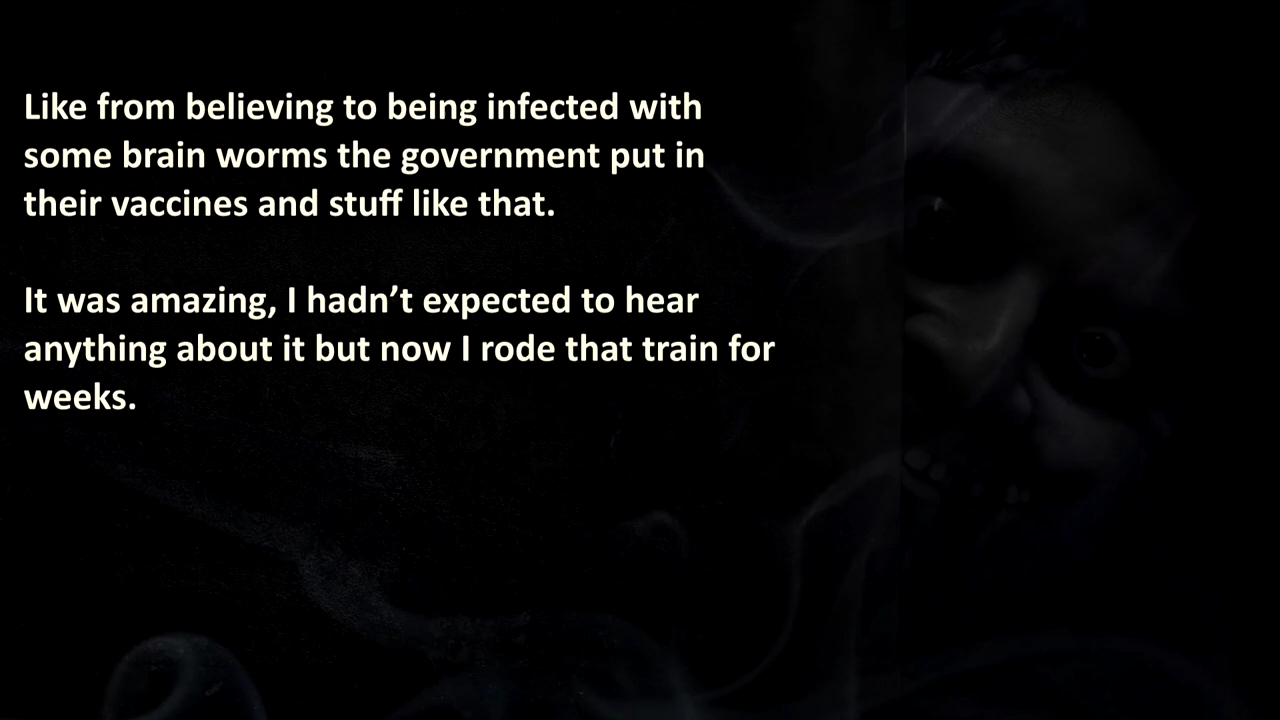 Like from believing to being infected with
some brain worms the government put in
their vaccines and stuff like that.
It was amazing, I hadn’t expected to hear
anything about it but now I rode that train for
weeks.